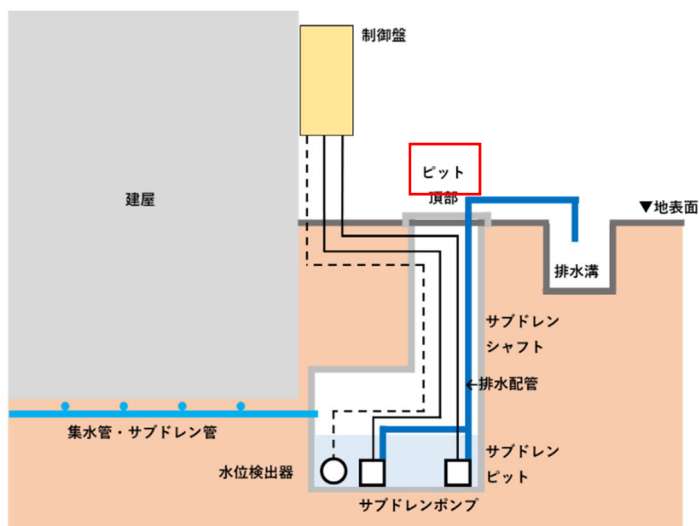 制御盤
ピット
頂部
建屋
▼地表面
排水溝
サブドレン
シャフト
←排水配管
集水管・サブドレン管
サブドレン
ピット
水位検出器
サブドレンポンプ